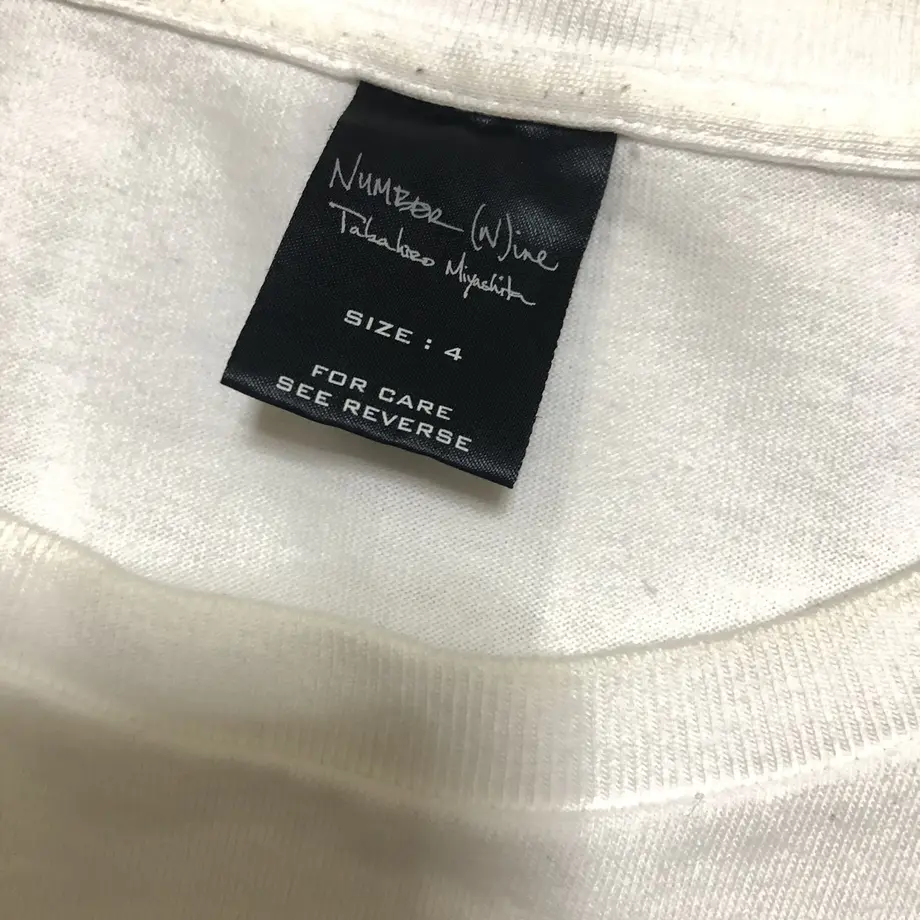 NUMBER (N)ine
Takahiro Miyashita
SIZE : 4
FOR CARE
SEE REVERSE